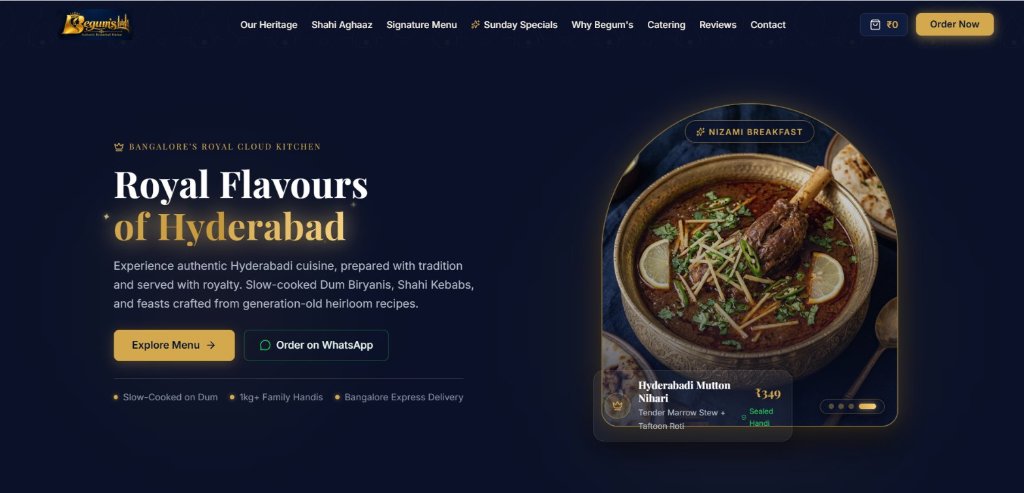 Begum's
Authentic Hyderabadi Flavour
Our Heritage
Shahi Aghaaz
Signature Menu
Sunday Specials
Why Begum's
Catering
Reviews
Contact
₹0
Order Now
BANGALORE'S ROYAL CLOUD KITCHEN
Royal Flavours
of Hyderabad
Experience authentic Hyderabadi cuisine, prepared with tradition
and served with royalty. Slow-cooked Dum Biryanis, Shahi Kebabs,
and feasts crafted from generation-old heirloom recipes.
Explore Menu →
Order on WhatsApp
Slow-Cooked on Dum
1kg+ Family Handis
Bangalore Express Delivery
NIZAMI BREAKFAST
Hyderabadi Mutton
Nihari
Tender Marrow Stew +
Taftoon Roti
₹349
Sealed
Handi